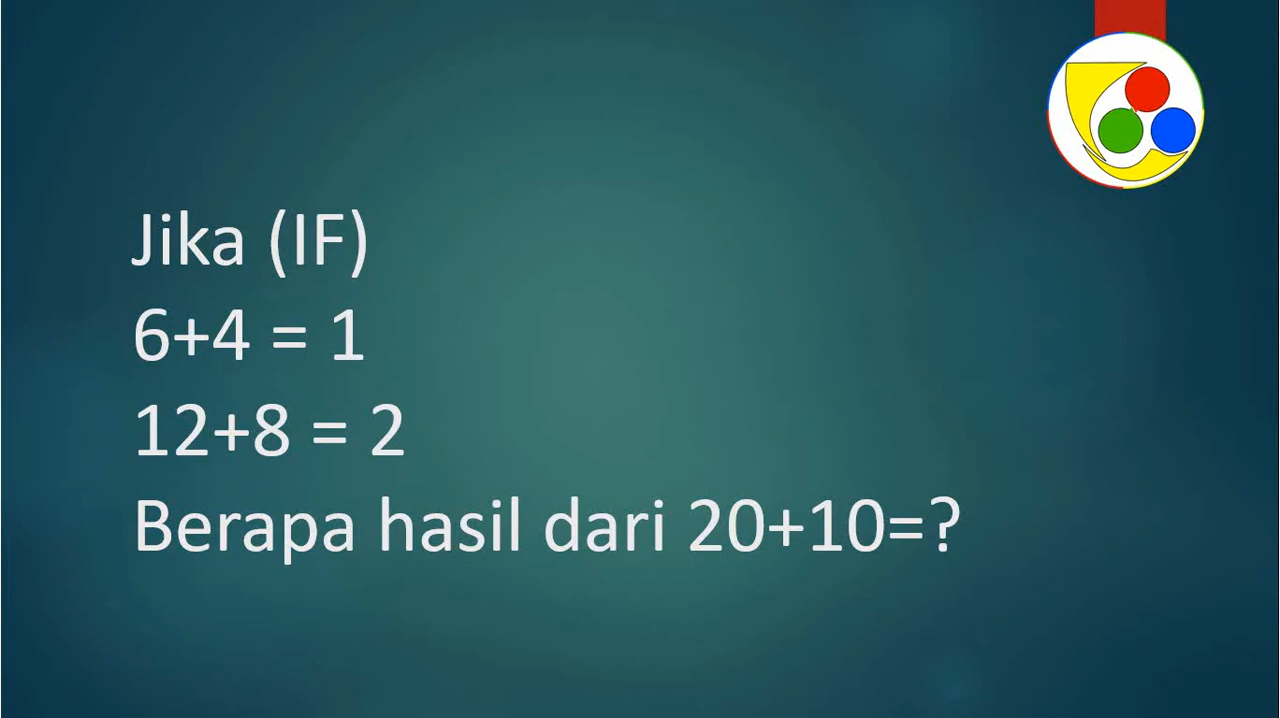 Jika (IF)
6+4 = 1
12+8 = 2
Berapa hasil dari 20+10=?